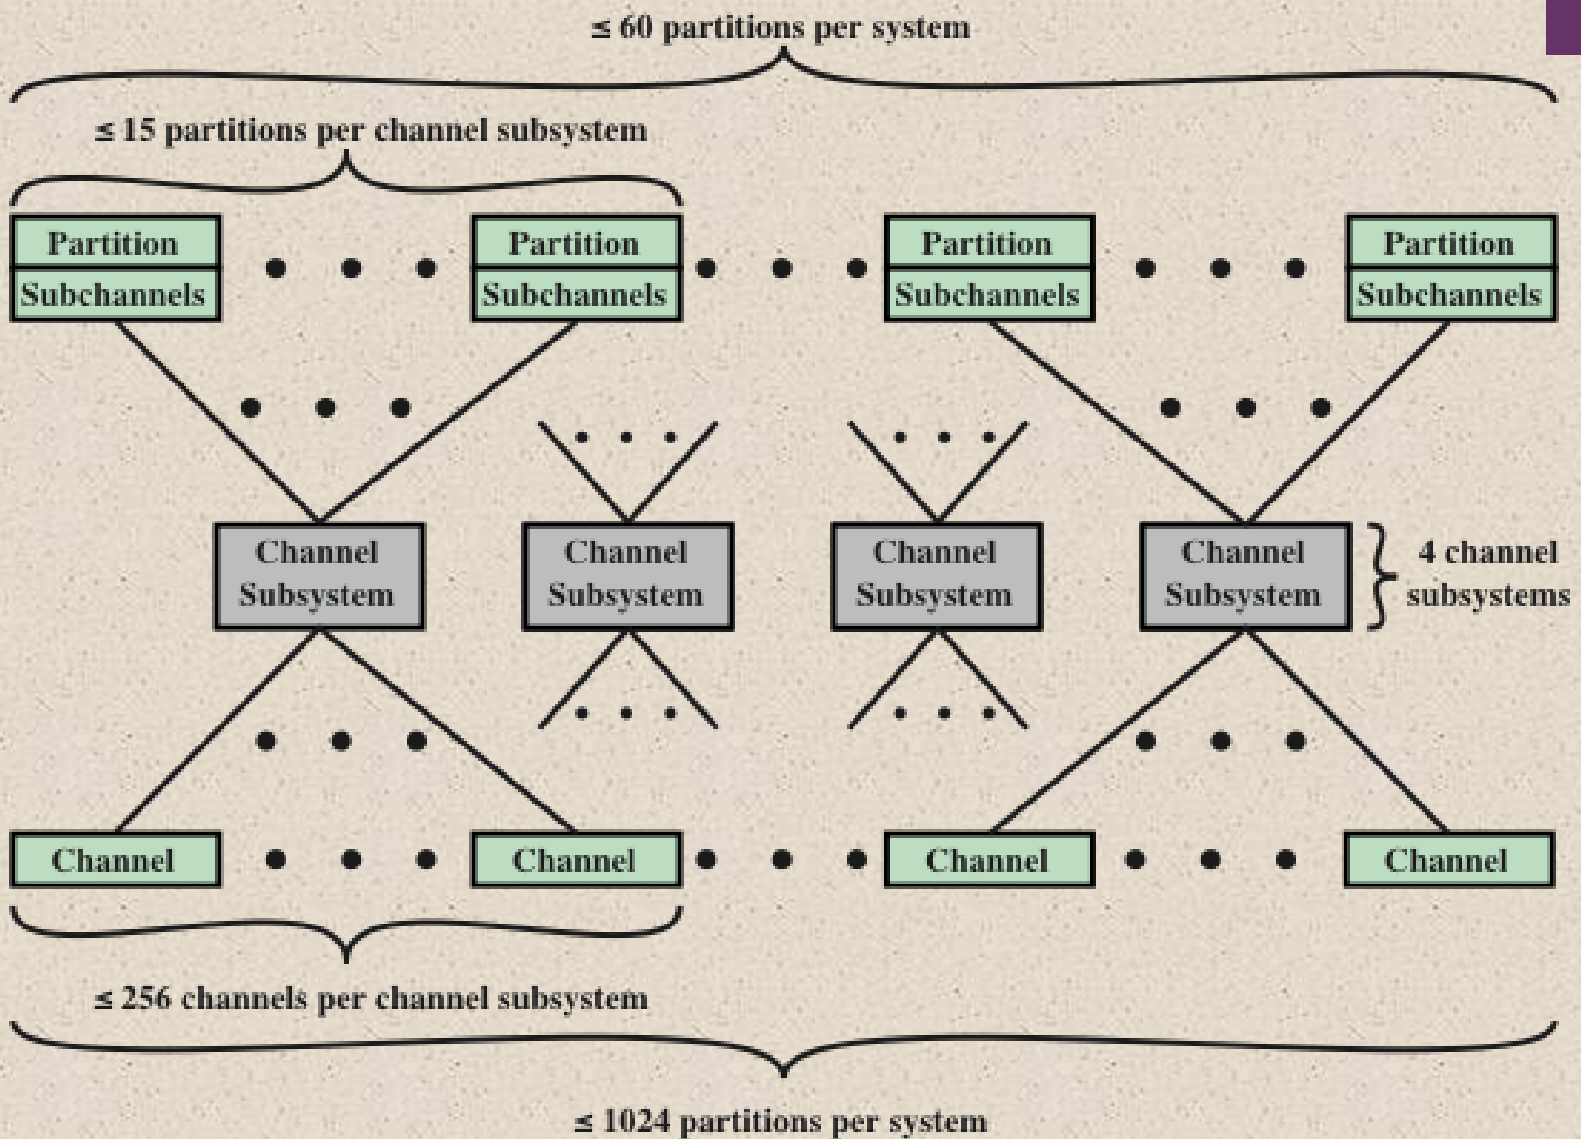 ≤ 60 partitions per system
≤ 15 partitions per channel subsystem
Partition
Subchannels
Partition
Subchannels
Partition
Subchannels
Partition
Subchannels
Channel
Subsystem
Channel
Subsystem
Channel
Subsystem
Channel
Subsystem
4 channel
subsystems
Channel
Channel
Channel
Channel
≤ 256 channels per channel subsystem
≤ 1024 partitions per system